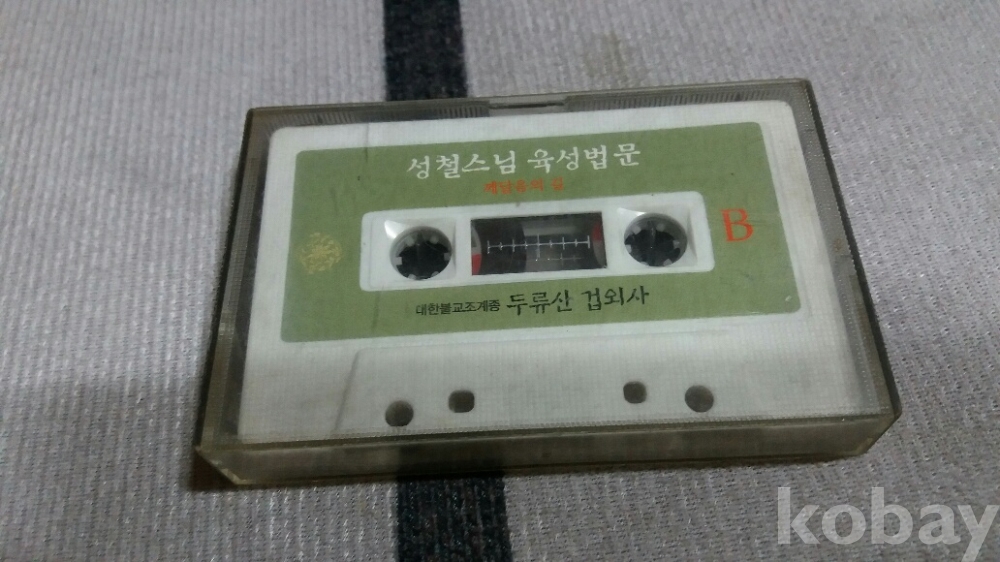 성철스님 육성법문
B
대한불교조계종 두류산 겁외사
kobay